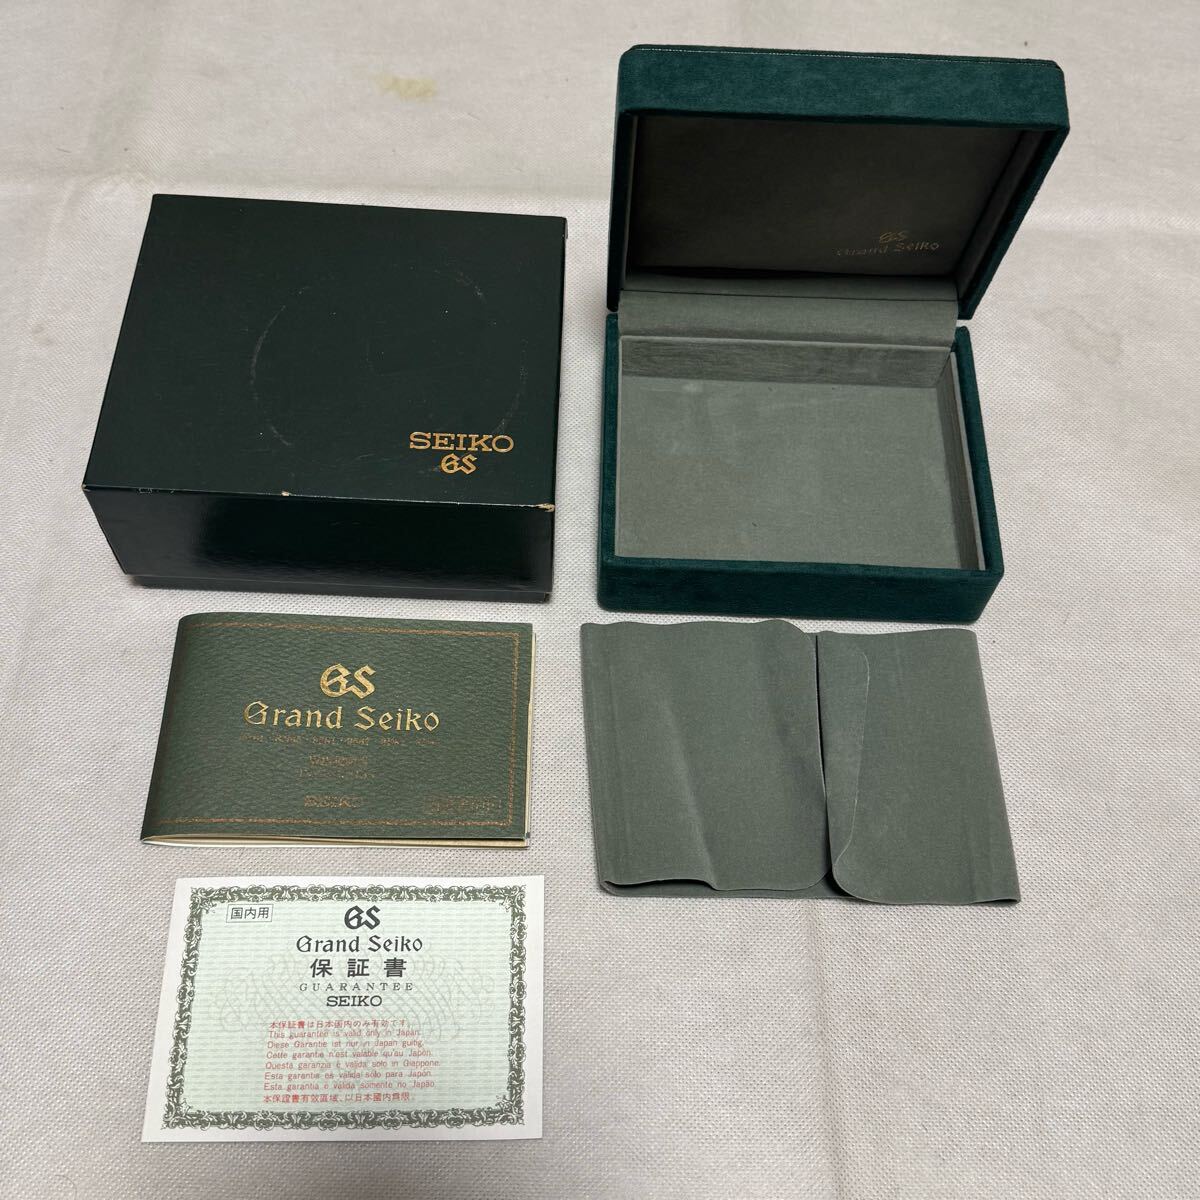 GS
Grand Seiko
SEIKO
GS
GS
Grand Seiko
SEIKO
国内用
GS
Grand Seiko
保証書
GUARANTEE
SEIKO
本保証書は日本国内のみ有効です。
This guarantee is valid only in Japan.
Diese Garantie ist nur in Japan gültig.
Cette garantie n'est valable qu'au Japon.
Questa garanzia è valida solo in Giappone.
Esta garantia es válida sólo para Japón.
Esta garantia é válida somente no Japão.
本保證書有效區域、以日本國內無限。